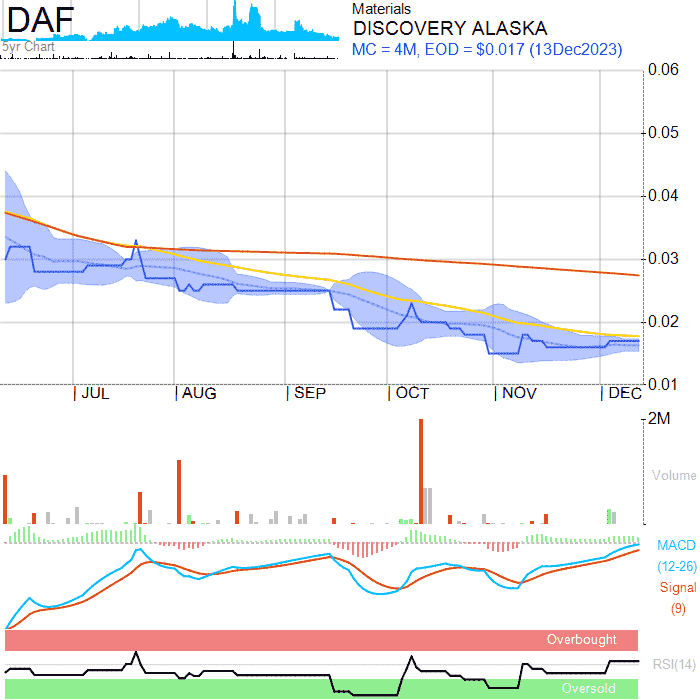 DAF
5yr Chart
Materials
DISCOVERY ALASKA
MC = 4M, EOD = $0.017 (13Dec2023)
0.06
0.05
0.04
0.03
0.02
0.01
| JUL | AUG | SEP | OCT | NOV | DEC
2M
Volume
MACD
(12-26)
Signal
(9)
Overbought
RSI(14)
Oversold